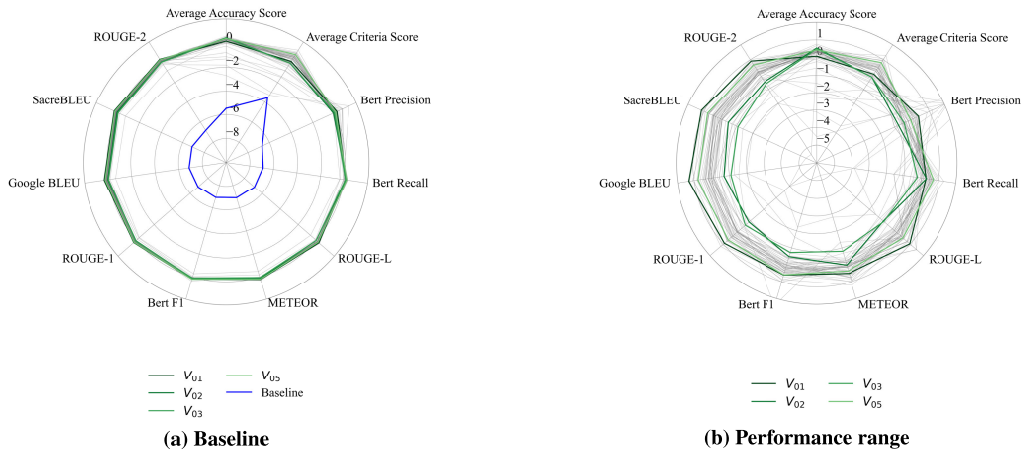 Average Accuracy Score
Average Criteria Score
Bert Precision
Bert Recall
ROUGE-L
METEOR
Bert F1
ROUGE-1
Google BLEU
SacreBLEU
ROUGE-2
0
−2
−4
−6
−8
V01
V02
V03
V05
Baseline
(a) Baseline
Average Accuracy Score
Average Criteria Score
Bert Precision
Bert Recall
ROUGE-L
METEOR
Bert F1
ROUGE-1
Google BLEU
SacreBLEU
ROUGE-2
1
0
−1
−2
−3
−4
−5
V01
V02
V03
V05
(b) Performance range